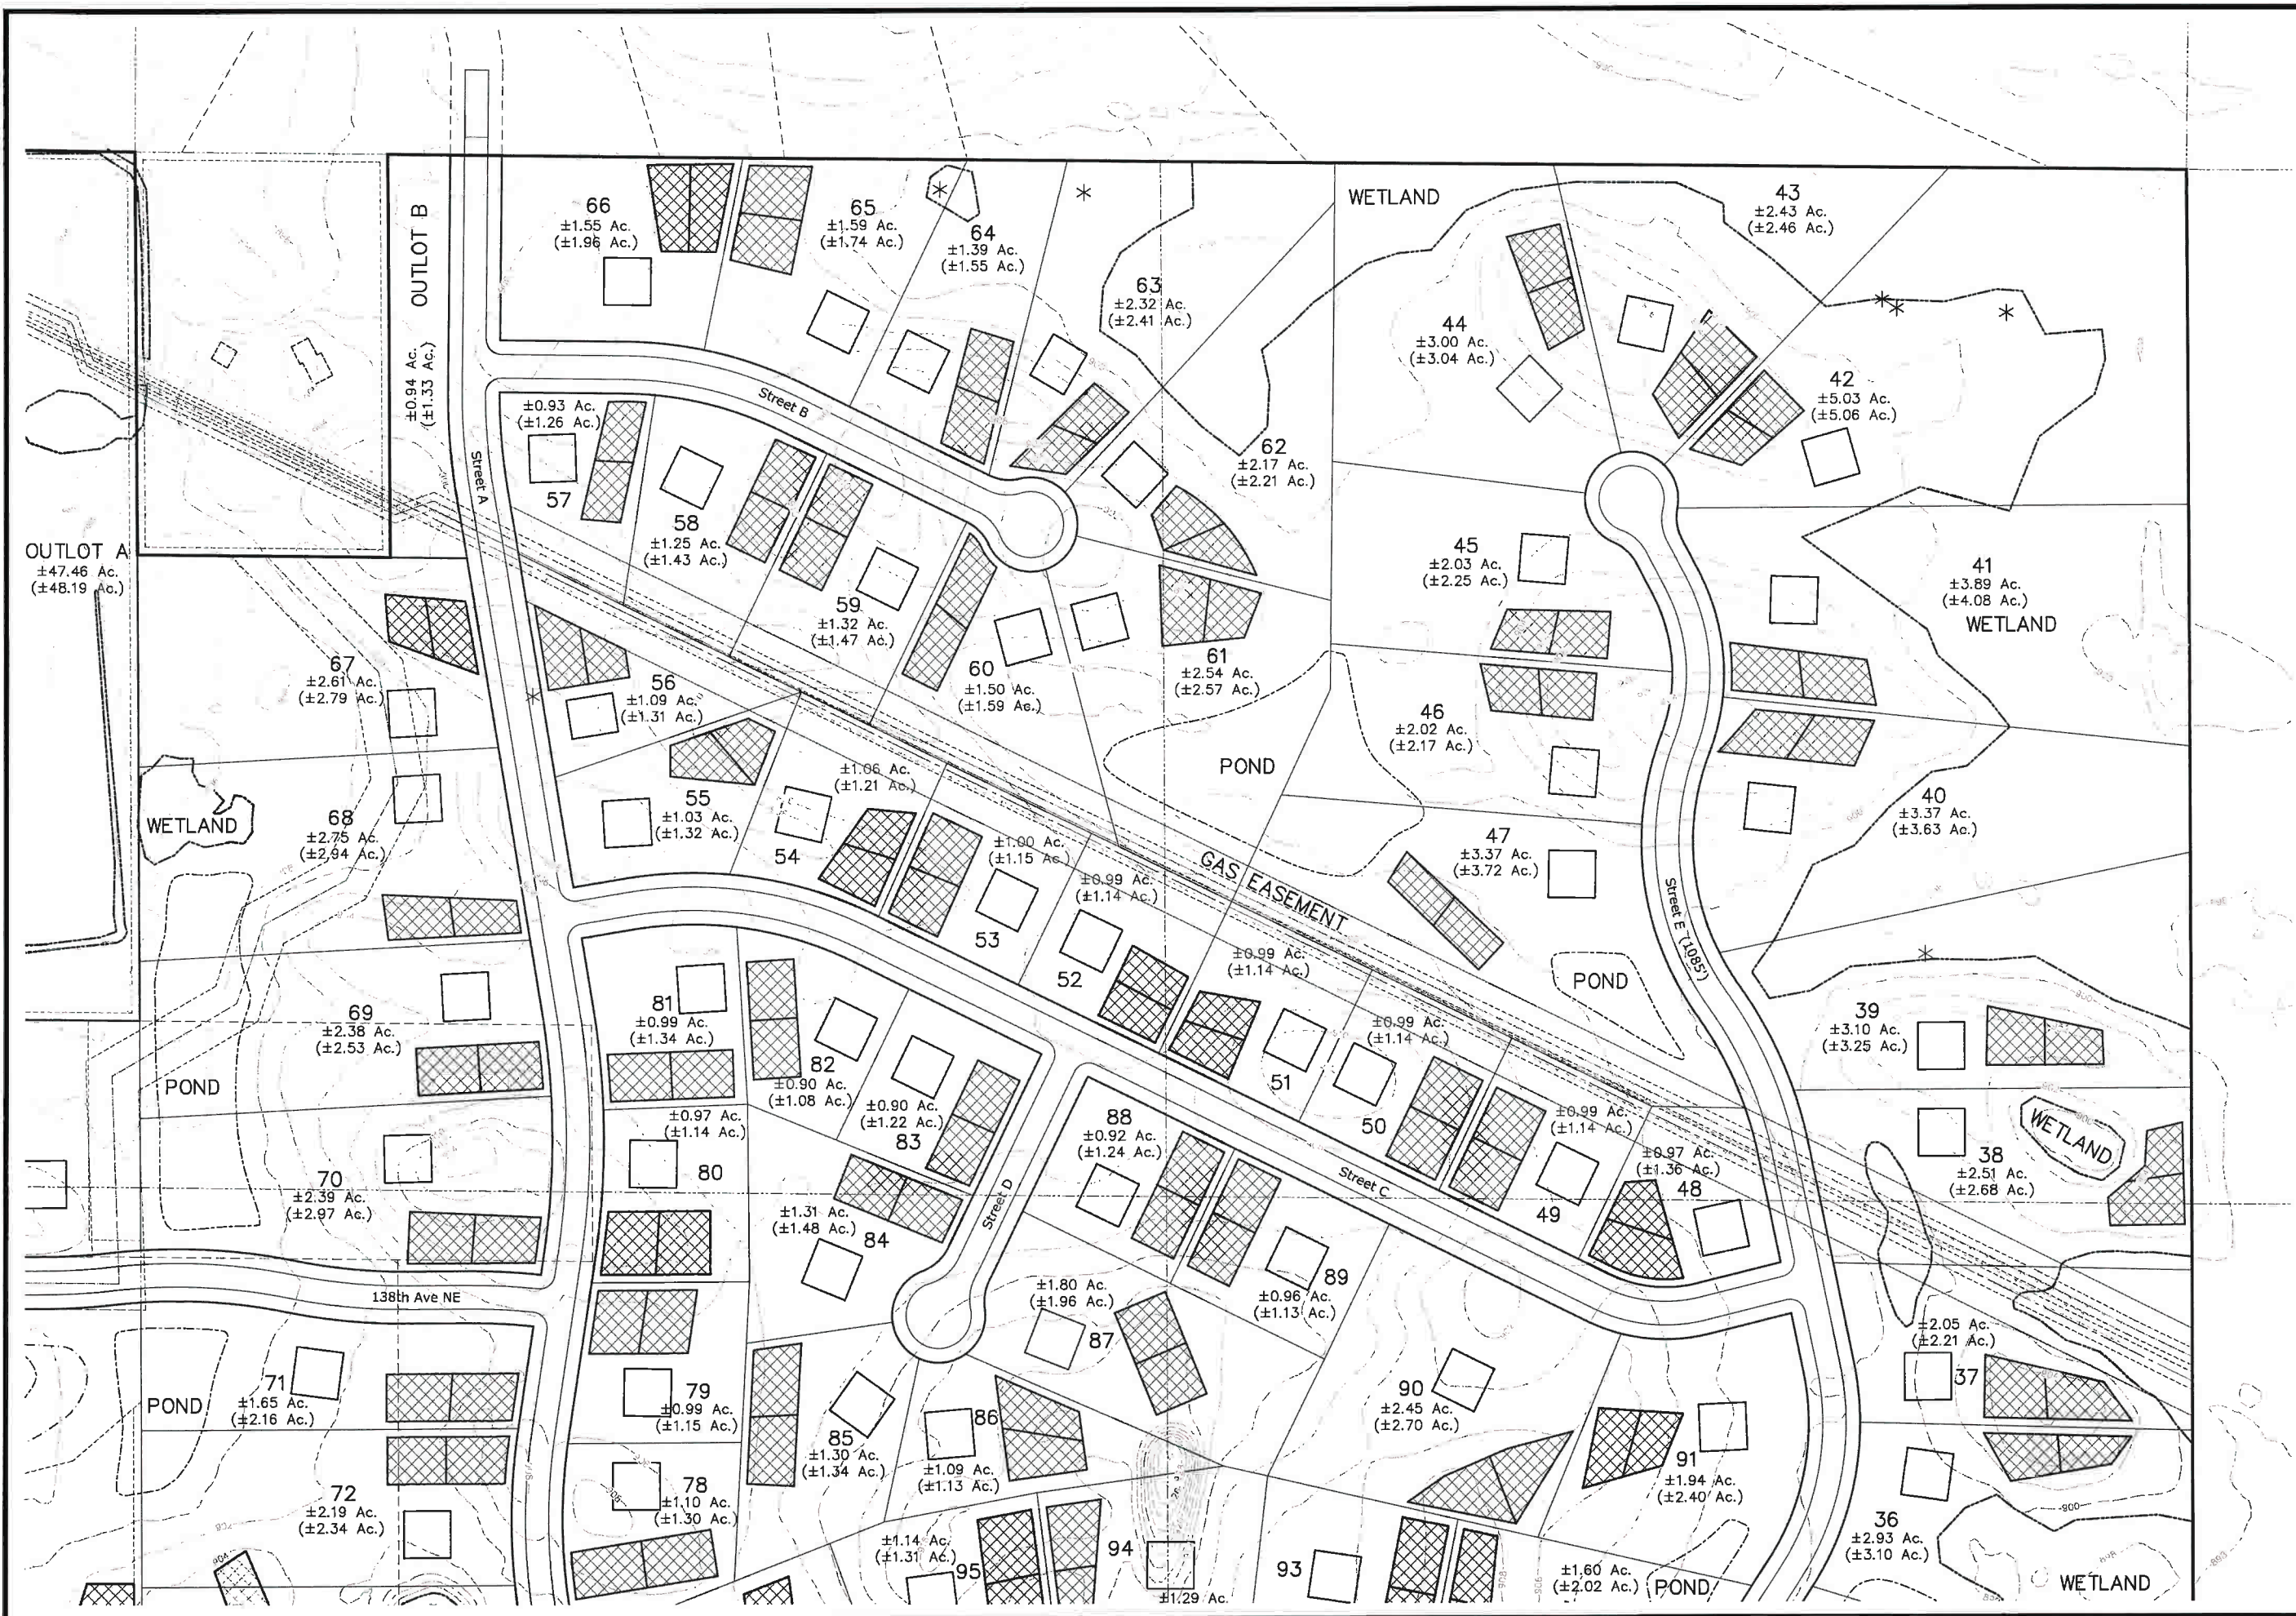 WETLAND
43
±2.43 Ac.
(±2.46 Ac.)
66
±1.55 Ac.
(±1.96 Ac.)
65
±1.59 Ac.
(±1.74 Ac.)
64
±1.39 Ac.
(±1.55 Ac.)
63
±2.32 Ac.
(±2.41 Ac.)
OUTLOT B
±0.94 Ac.
(±1.33 Ac.)
44
±3.00 Ac.
(±3.04 Ac.)
42
±5.03 Ac.
(±5.06 Ac.)
Street B
±0.93 Ac.
(±1.26 Ac.)
57
Street A
62
±2.17 Ac.
(±2.21 Ac.)
58
±1.25 Ac.
(±1.43 Ac.)
OUTLOT A
±47.46 Ac.
(±48.19 Ac.)
45
±2.03 Ac.
(±2.25 Ac.)
41
±3.89 Ac.
(±4.08 Ac.)
WETLAND
59
±1.32 Ac.
(±1.47 Ac.)
67
±2.61 Ac.
(±2.79 Ac.)
56
±1.09 Ac.
(±1.31 Ac.)
60
±1.50 Ac.
(±1.59 Ac.)
61
±2.54 Ac.
(±2.57 Ac.)
46
±2.02 Ac.
(±2.17 Ac.)
POND
±1.06 Ac.
(±1.21 Ac.)
54
55
±1.03 Ac.
(±1.32 Ac.)
WETLAND
68
±2.75 Ac.
(±2.94 Ac.)
40
±3.37 Ac.
(±3.63 Ac.)
47
±3.37 Ac.
(±3.72 Ac.)
±1.00 Ac.
(±1.15 Ac.)
53
±0.99 Ac.
(±1.14 Ac.)
52
GAS EASEMENT
Street E (1085')
±0.99 Ac.
(±1.14 Ac.)
51
POND
69
±2.38 Ac.
(±2.53 Ac.)
81
±0.99 Ac.
(±1.34 Ac.)
39
±3.10 Ac.
(±3.25 Ac.)
±0.99 Ac.
(±1.14 Ac.)
50
POND
82
±0.90 Ac.
(±1.08 Ac.)
±0.90 Ac.
(±1.22 Ac.)
83
±0.97 Ac.
(±1.14 Ac.)
80
88
±0.92 Ac.
(±1.24 Ac.)
±0.99 Ac.
(±1.14 Ac.)
49
WETLAND
±0.97 Ac.
(±1.36 Ac.)
48
38
±2.51 Ac.
(±2.68 Ac.)
70
±2.39 Ac.
(±2.97 Ac.)
Street C
Street D
±1.31 Ac.
(±1.48 Ac.)
84
138th Ave NE
±1.80 Ac.
(±1.96 Ac.)
87
89
±0.96 Ac.
(±1.13 Ac.)
±2.05 Ac.
(±2.21 Ac.)
37
71
±1.65 Ac.
(±2.16 Ac.)
POND
79
±0.99 Ac.
(±1.15 Ac.)
90
±2.45 Ac.
(±2.70 Ac.)
85
±1.30 Ac.
(±1.34 Ac.)
86
±1.09 Ac.
(±1.13 Ac.)
91
±1.94 Ac.
(±2.40 Ac.)
78
±1.10 Ac.
(±1.30 Ac.)
72
±2.19 Ac.
(±2.34 Ac.)
900
36
±2.93 Ac.
(±3.10 Ac.)
±1.14 Ac.
(±1.31 Ac.)
95
94
±1.29 Ac.
93
±1.60 Ac.
(±2.02 Ac.)
POND
WETLAND